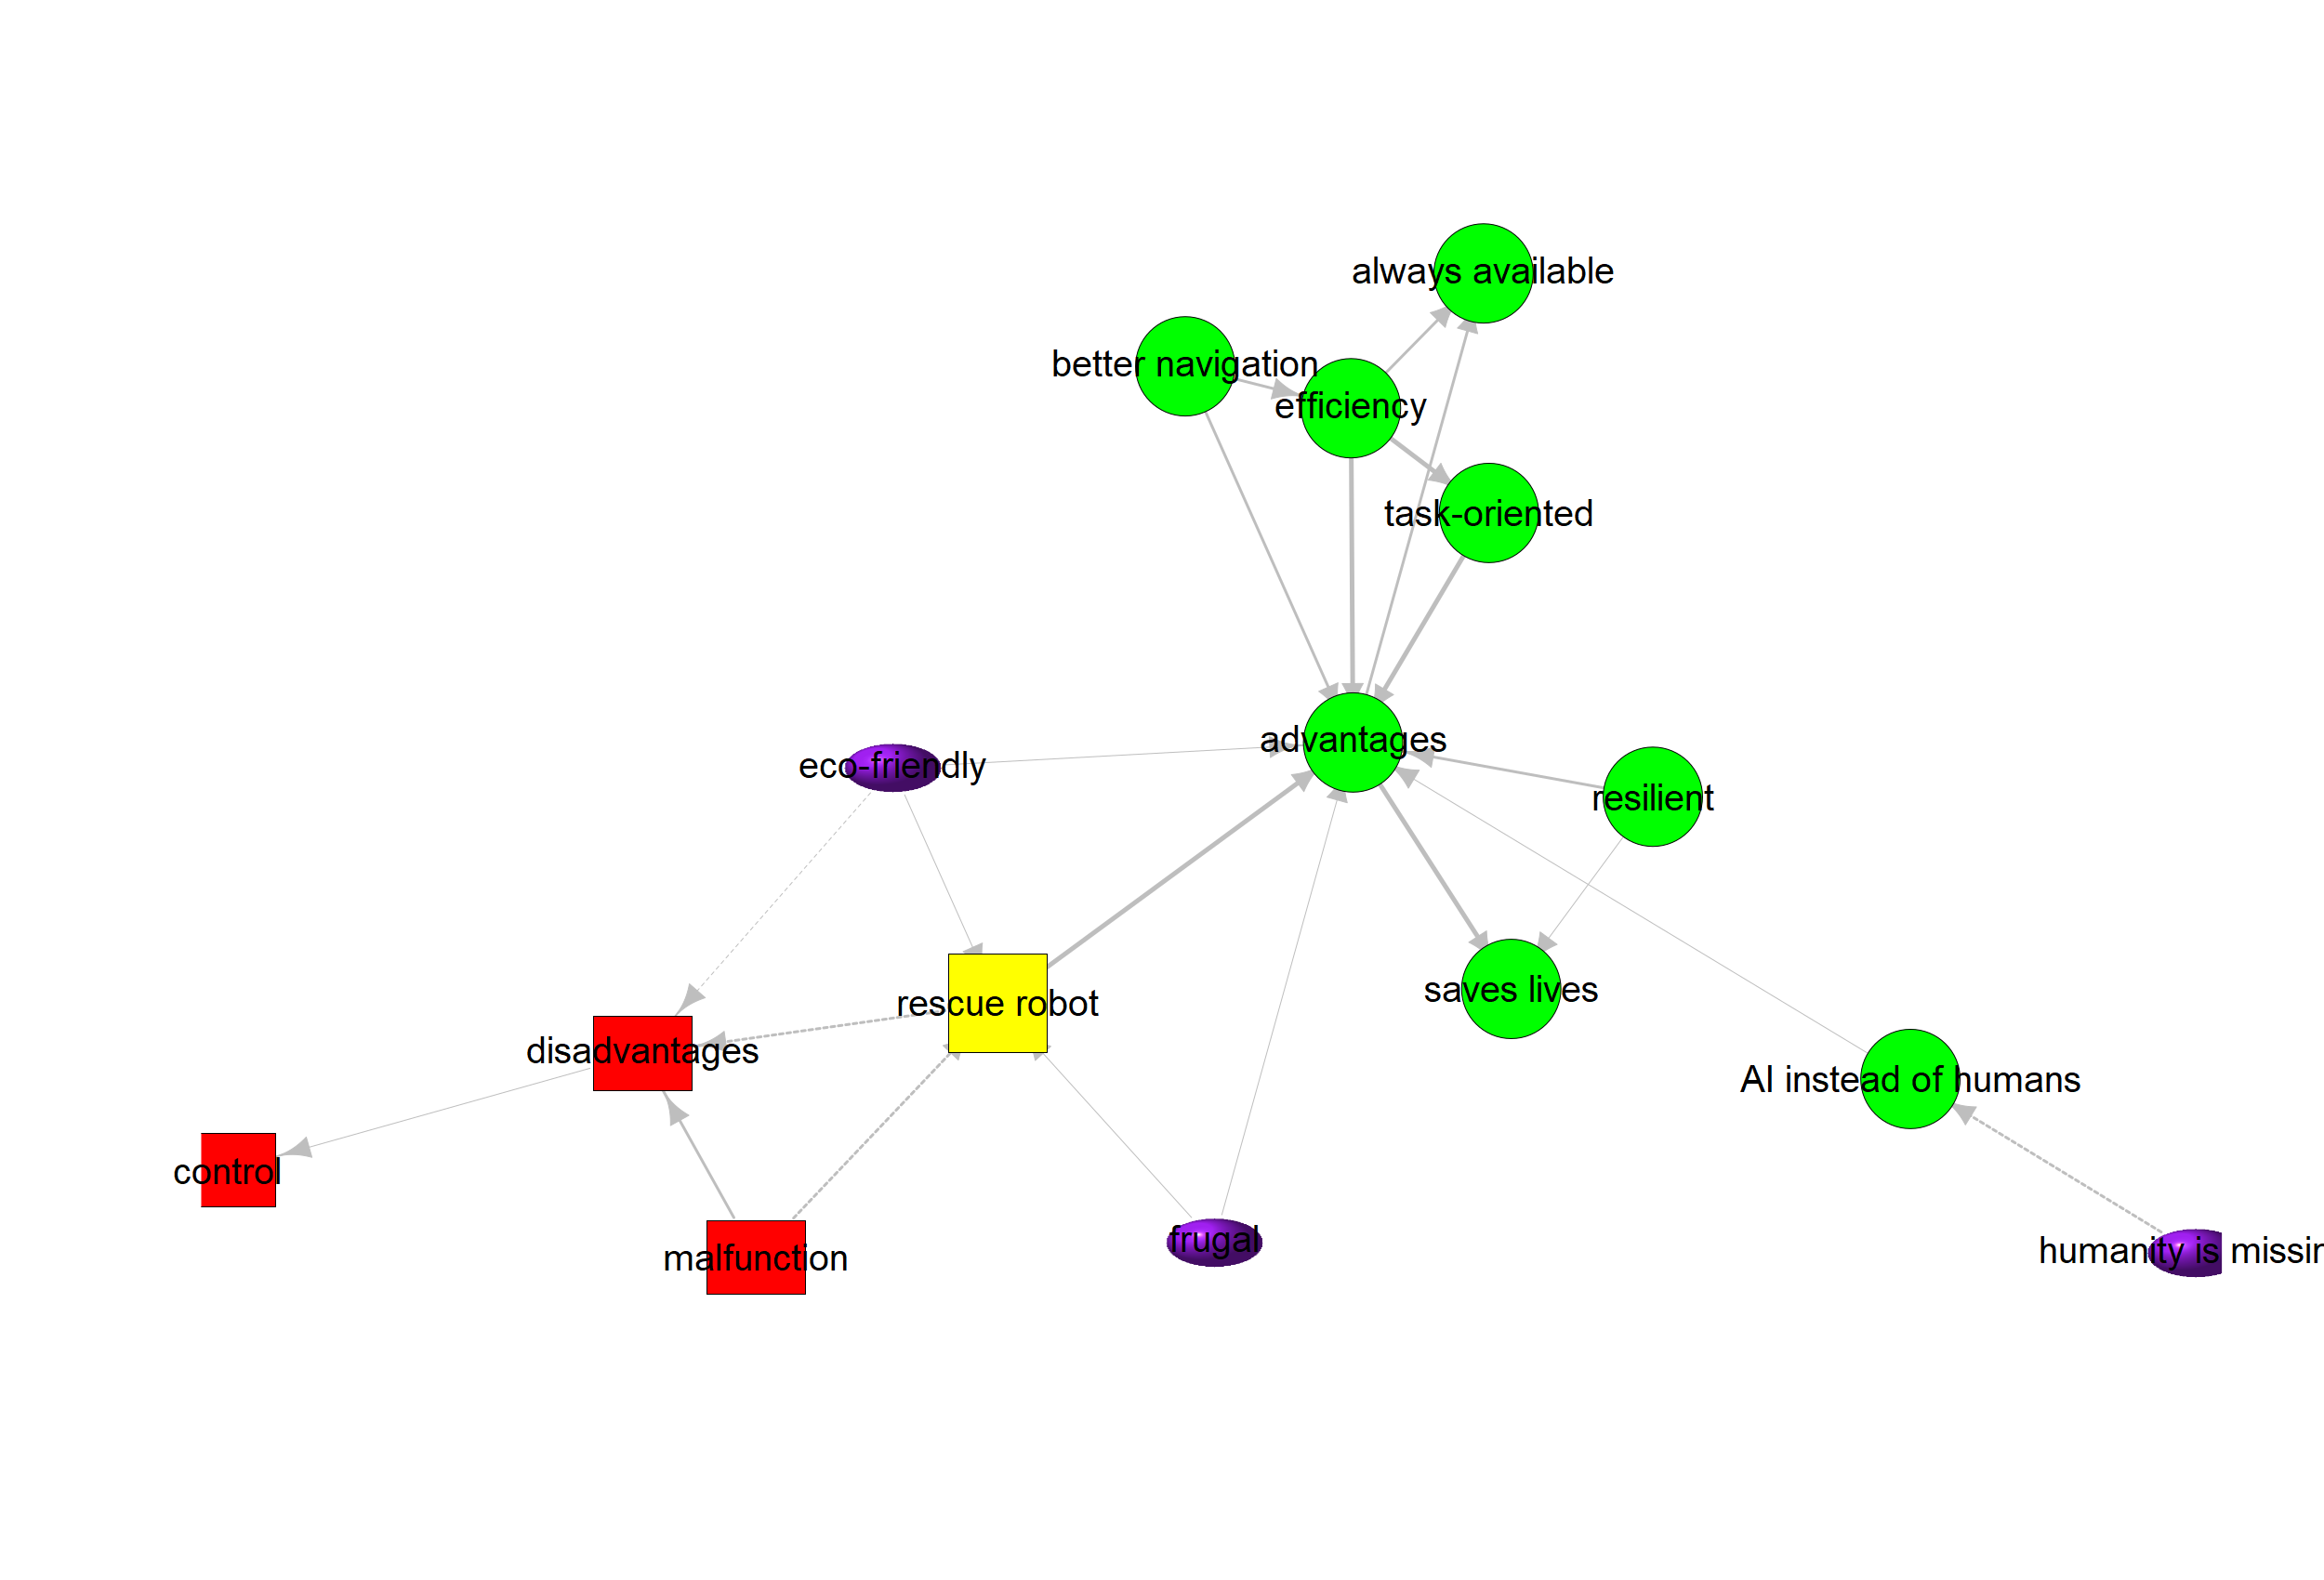 always available
better navigation
efficiency
task-oriented
advantages
eco-friendly
resilient
saves lives
rescue robot
disadvantages
AI instead of humans
control
frugal
humanity is
malfunction